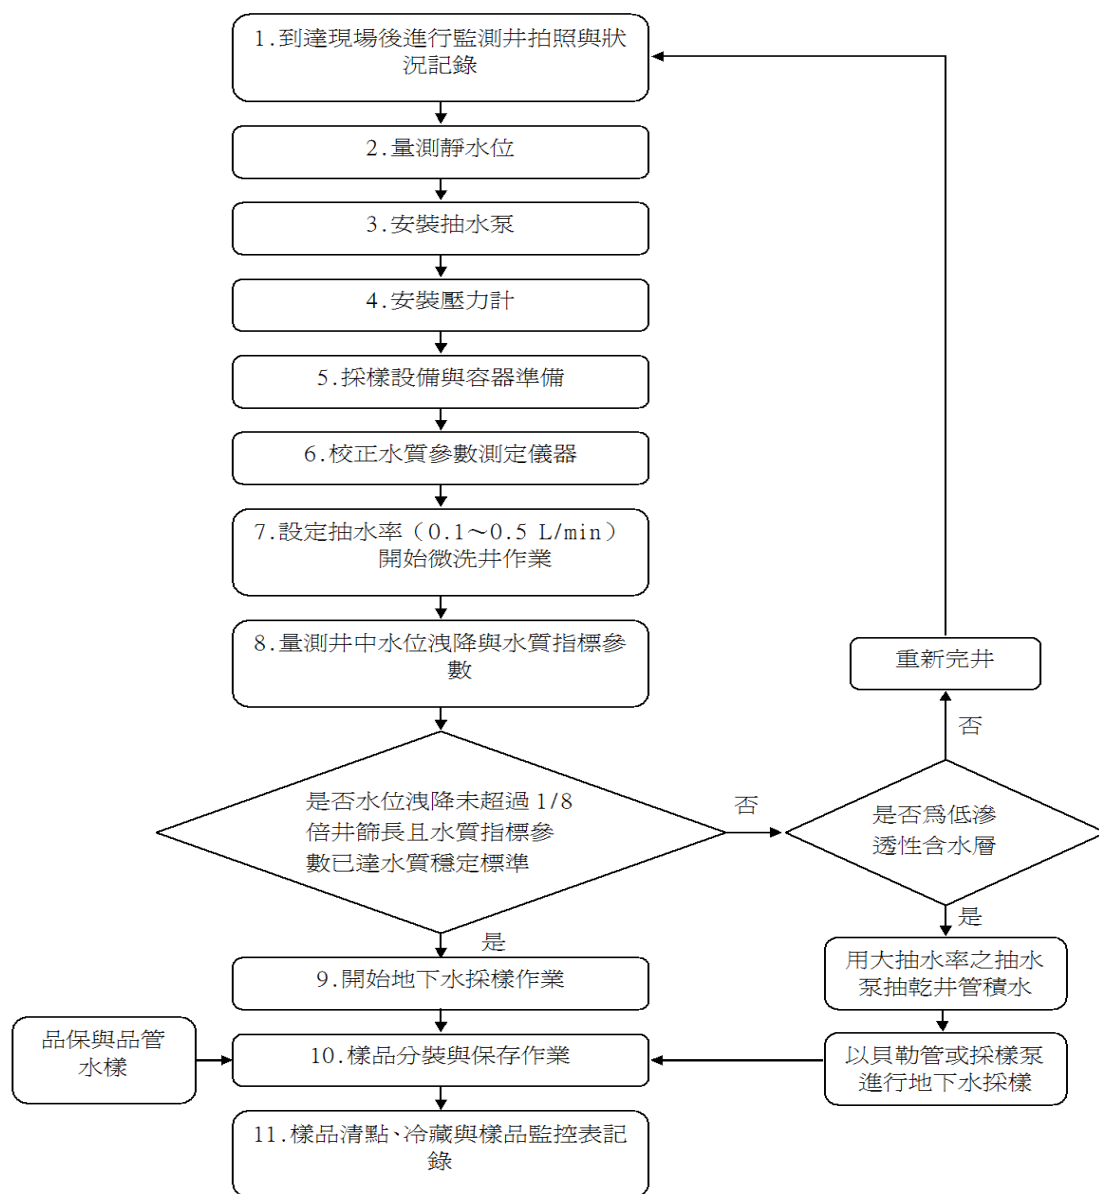 1.到達現場後進行監測井拍照與狀
況記錄
2.量測靜水位
3.安裝抽水泵
4.安裝壓力計
5.採樣設備與容器準備
6.校正水質參數測定儀器
7.設定抽水率（0.1～0.5 L/min）
開始微洗井作業
8.量測井中水位洩降與水質指標參
數
重新完井
否
是否水位洩降未超過1/8
倍井篩長且水質指標參
數已達水質穩定標準
否
是否為低滲
透性含水層
是
是
9.開始地下水採樣作業
用大抽水率之抽水
泵抽乾井管積水
品保與品管
水樣
10.樣品分裝與保存作業
以貝勒管或採樣泵
進行地下水採樣
11.樣品清點、冷藏與樣品監控表記
錄